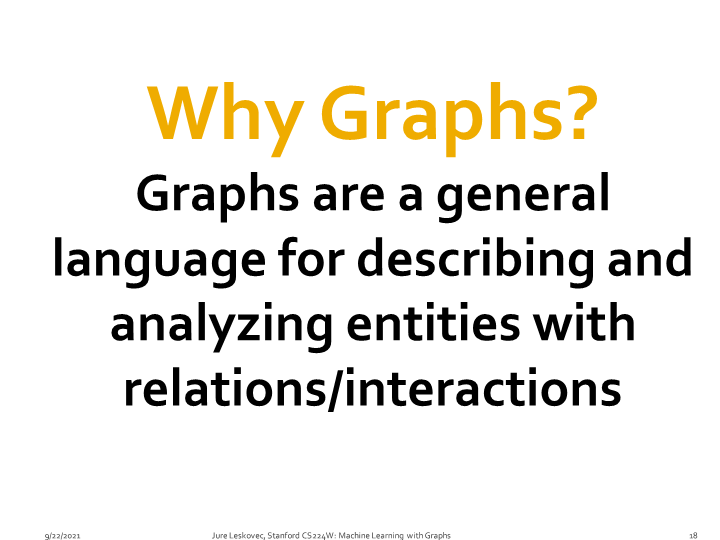 Why Graphs?
Graphs are a general
language for describing and
analyzing entities with
relations/interactions
9/22/2021
Jure Leskovec, Stanford CS224W: Machine Learning with Graphs
18